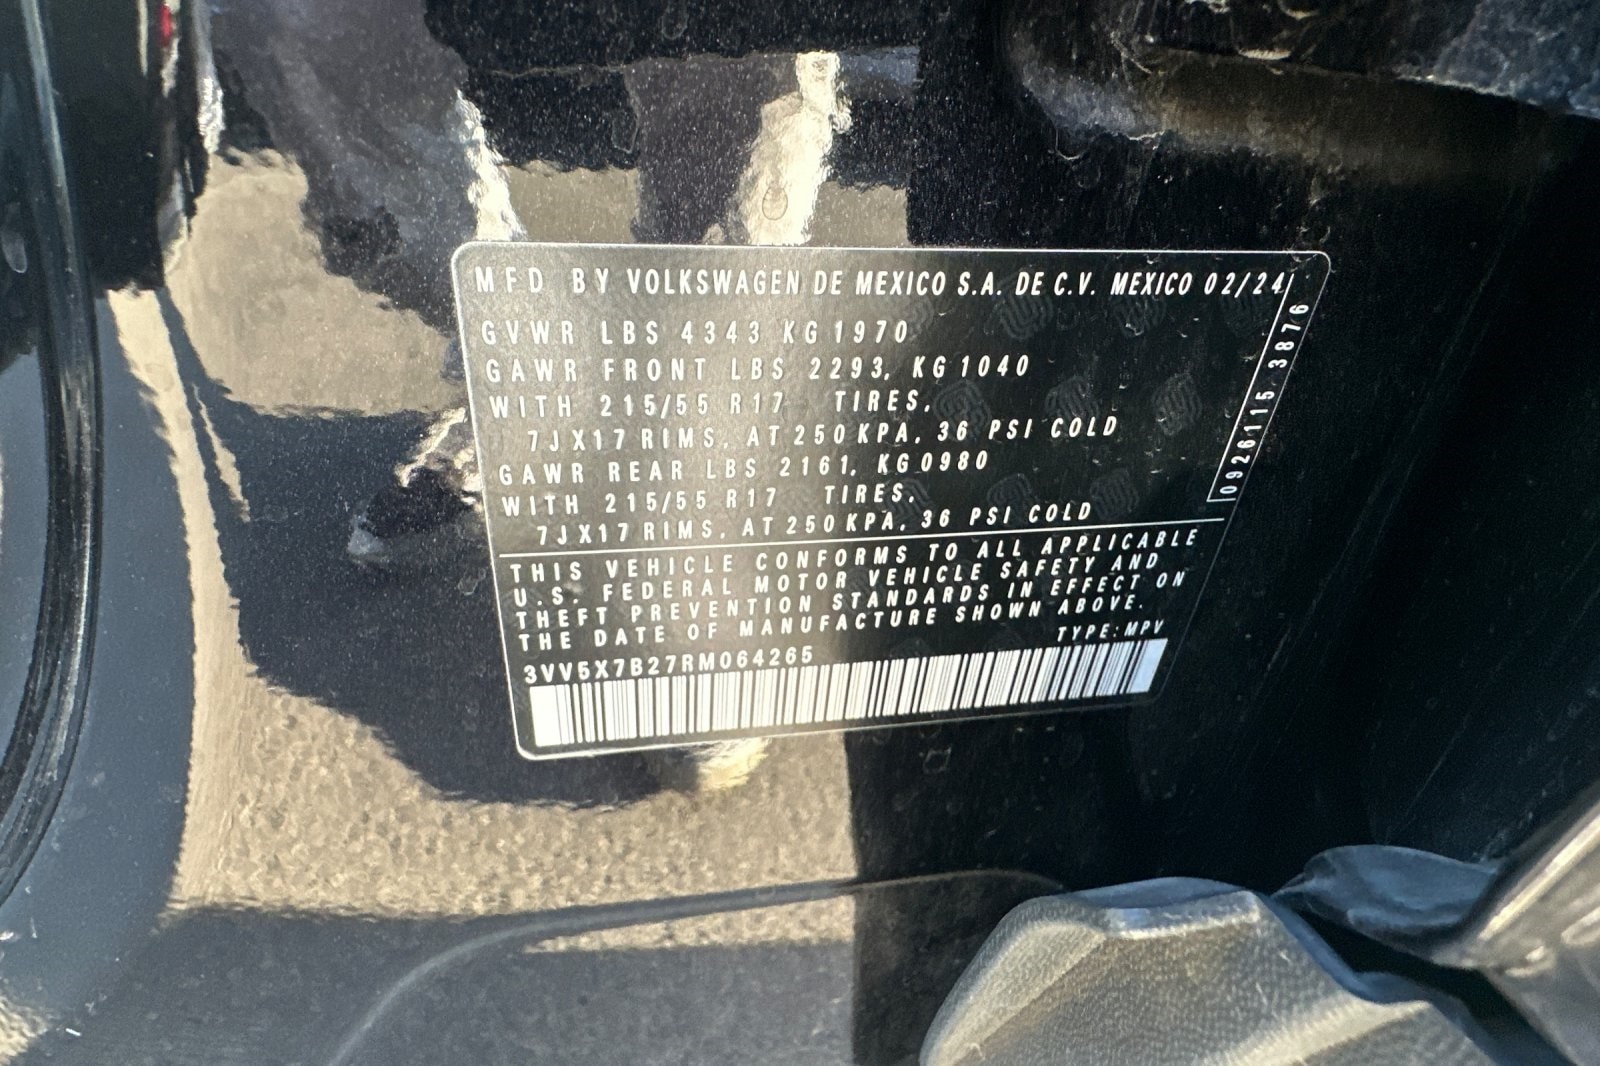 MFD BY VOLKSWAGEN DE MEXICO S.A. DE C.V. MEXICO 02/24
GVWR LBS 4343 KG 1970
GAWR FRONT LBS 2293, KG 1040
WITH 215/55 R17 TIRES,
7JX17 RIMS, AT 250 KPA, 36 PSI COLD
GAWR REAR LBS 2161, KG 0980
WITH 215/55 R17 TIRES,
7JX17 RIMS, AT 250 KPA, 36 PSI COLD
0926115 3876
THIS VEHICLE CONFORMS TO ALL APPLICABLE
U.S. FEDERAL MOTOR VEHICLE SAFETY AND
THEFT PREVENTION STANDARDS IN EFFECT ON
THE DATE OF MANUFACTURE SHOWN ABOVE.
TYPE: MPV
3VV5X7B27RM064265